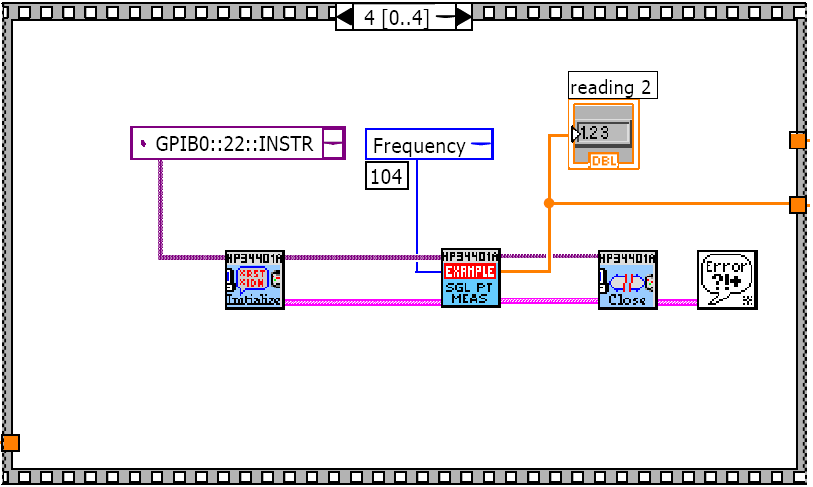 4 [0..4]
reading 2
1.23
DBL
GPIB0::22::INSTR
Frequency
104
HP34401A
*RST
*IDN
Initialize
HP34401A
EXAMPLE
SGL PT
MEAS
HP34401A
Close
Error
?!+